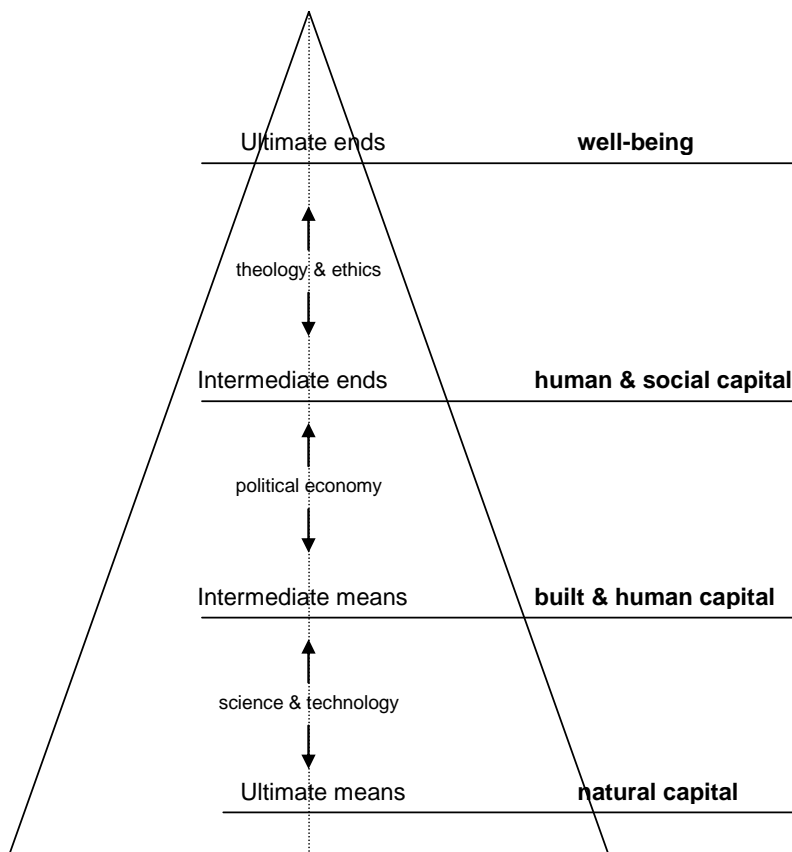 Ultimate ends well-being
theology & ethics
Intermediate ends human & social capital
political economy
Intermediate means built & human capital
science & technology
Ultimate means natural capital